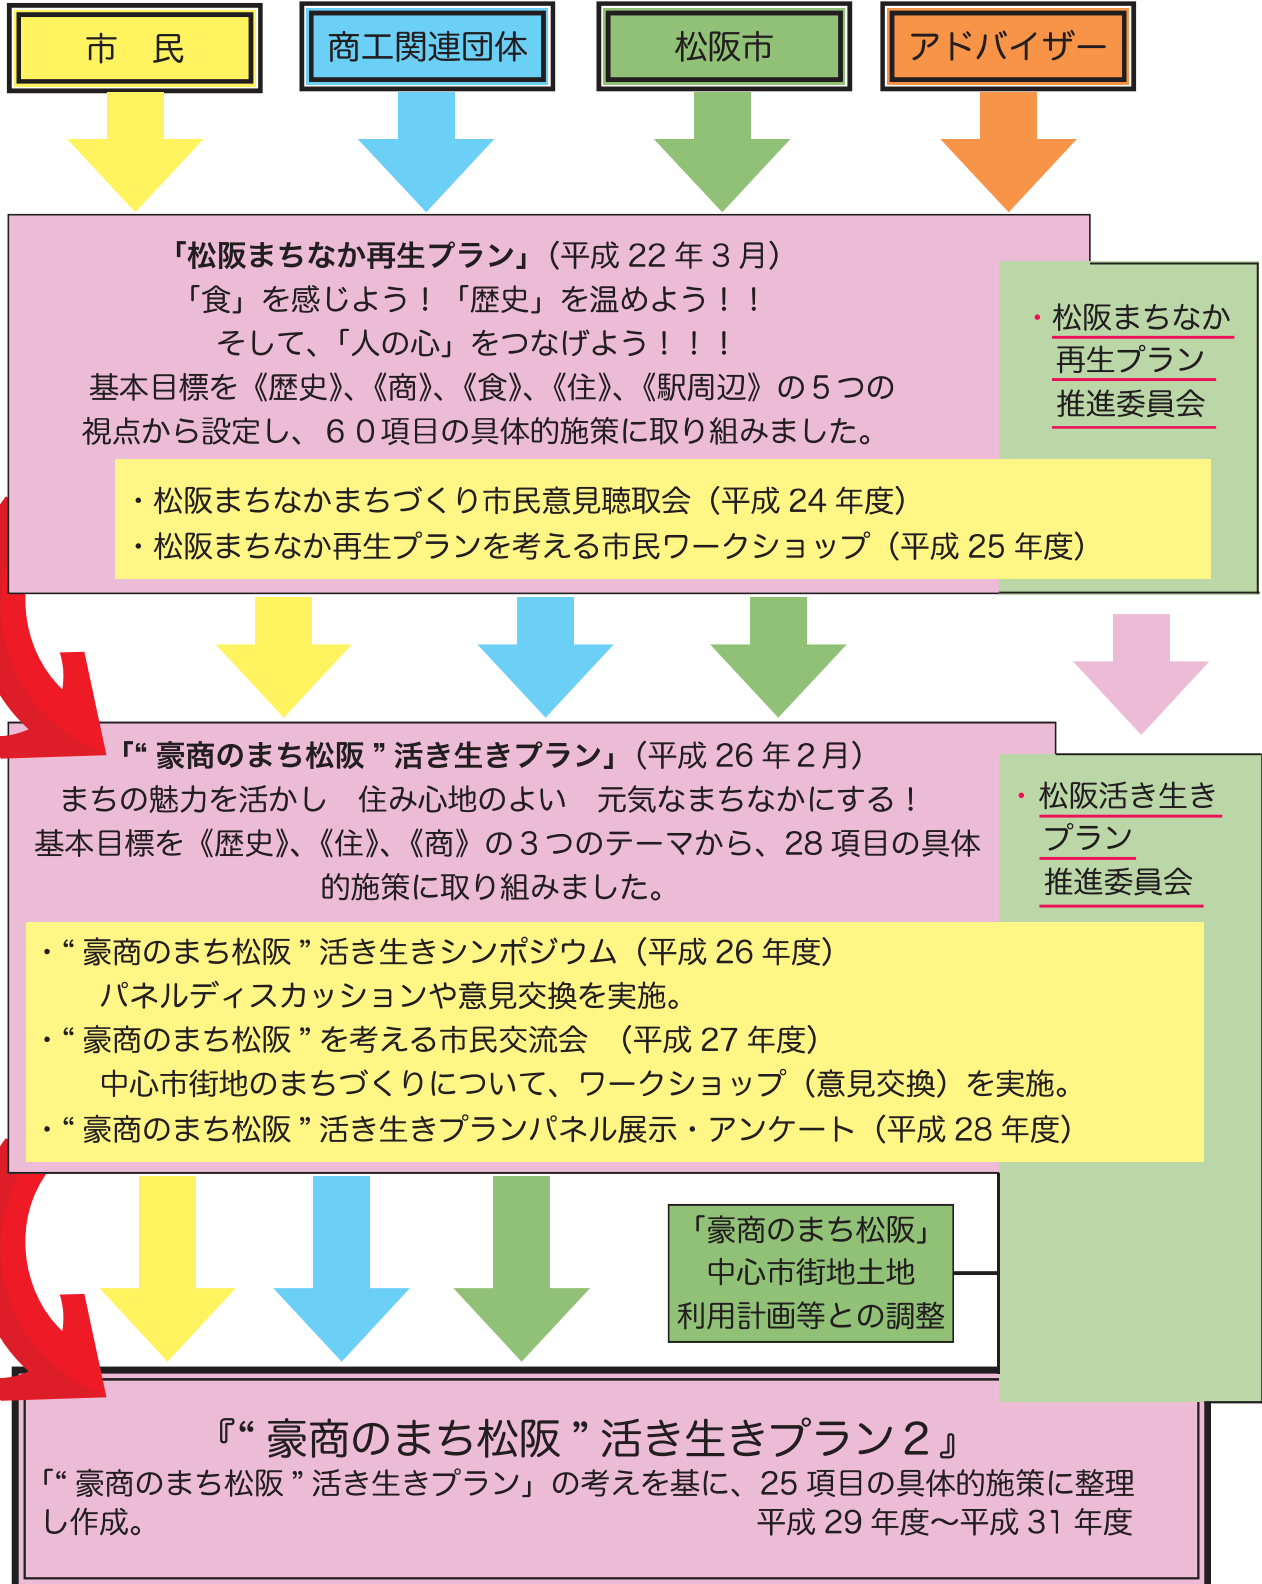 市　民
商工関連団体
松阪市
アドバイザー
「松阪まちなか再生プラン」（平成 22 年 3 月）
「食」を感じよう！「歴史」を温めよう！！
そして、「人の心」をつなげよう！！！
基本目標を《歴史》、《商》、《食》、《住》、《駅周辺》の 5 つの
視点から設定し、６０項目の具体的施策に取り組みました。
・松阪まちなか
再生プラン
推進委員会
・松阪まちなかまちづくり市民意見聴取会（平成 24 年度）
・松阪まちなか再生プランを考える市民ワークショップ（平成 25 年度）
「“ 豪商のまち松阪 ” 活き生きプラン」（平成 26 年 2 月）
まちの魅力を活かし　住み心地のよい　元気なまちなかにする！
基本目標を《歴史》、《住》、《商》の 3 つのテーマから、28 項目の具体
的施策に取り組みました。
・松阪活き生き
プラン
推進委員会
・“ 豪商のまち松阪 ” 活き生きシンポジウム（平成 26 年度）
パネルディスカッションや意見交換を実施。
・“ 豪商のまち松阪 ” を考える市民交流会　（平成 27 年度）
中心市街地のまちづくりについて、ワークショップ（意見交換）を実施。
・“ 豪商のまち松阪 ” 活き生きプランパネル展示・アンケート（平成 28 年度）
「豪商のまち松阪」
中心市街地土地
利用計画等との調整
『“ 豪商のまち松阪 ” 活き生きプラン２』
「“ 豪商のまち松阪 ” 活き生きプラン」の考えを基に、25 項目の具体的施策に整理
し作成。　平成 29 年度～平成 31 年度